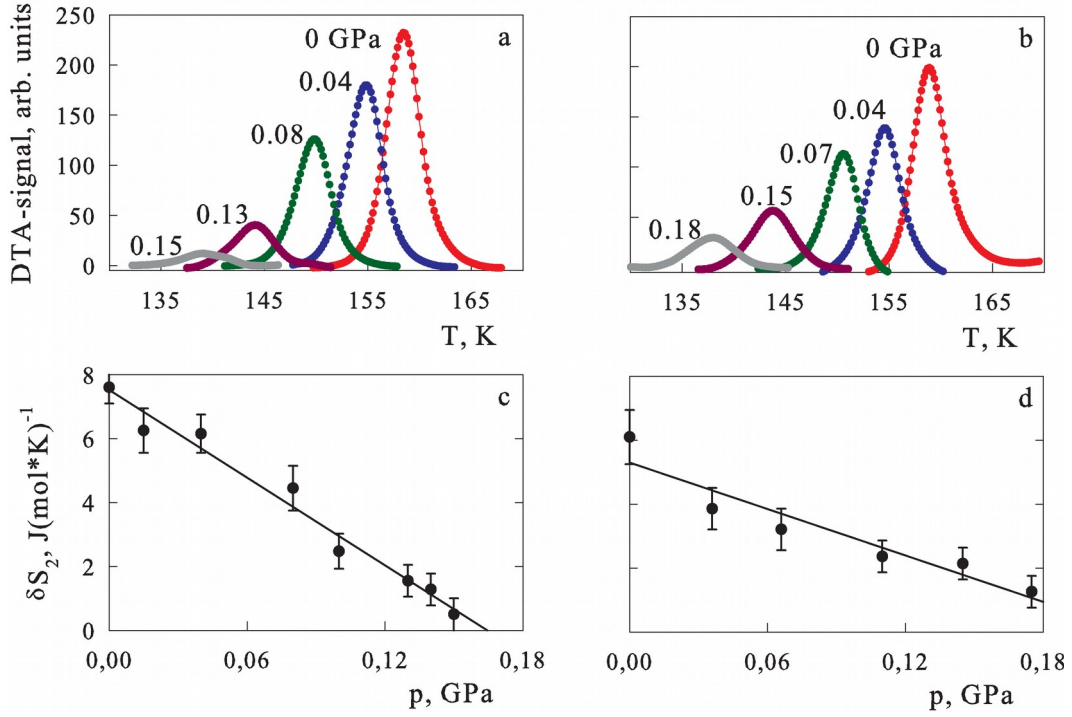 250
200
150
100
50
0
DTA-signal, arb. units
a
0 GPa
0.04
0.08
0.13
0.15
135
145
155
165
T, K
b
0 GPa
0.04
0.07
0.15
0.18
135
145
155
165
T, K
8
6
4
2
0
δS₂, J(mol*K)⁻¹
c
0,00
0,06
0,12
0,18
p, GPa
d
0,00
0,06
0,12
0,18
p, GPa